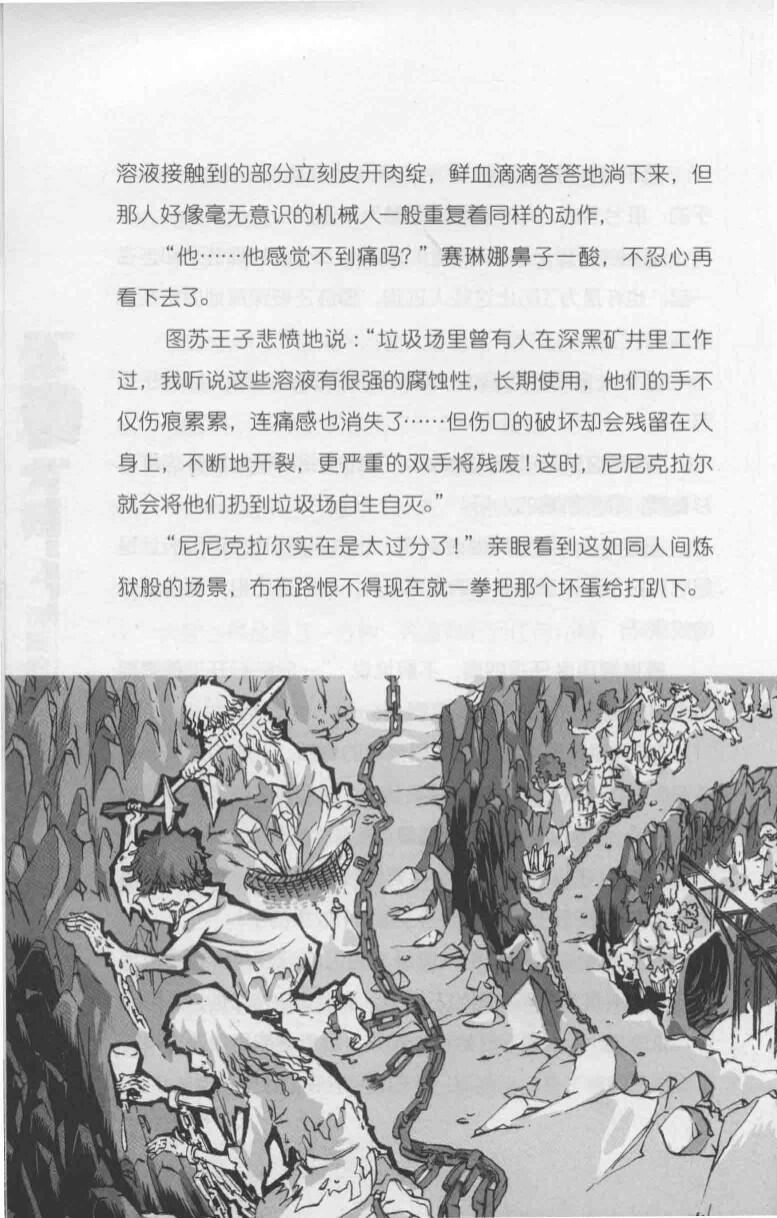 溶液接触到的部分立刻皮开肉绽，鲜血滴滴答答地淌下来，但
那人好像毫无意识的机械人一般重复着同样的动作，
“他……他感觉不到痛吗？”赛琳娜鼻子一酸，不忍心再
看下去了。
图苏王子悲愤地说：“垃圾场里曾有人在深黑矿井里工作
过，我听说这些溶液有很强的腐蚀性，长期使用，他们的手不
仅伤痕累累，连痛感也消失了……但伤口的破坏却会残留在人
身上，不断地开裂，更严重的双手将残废！这时，尼尼克拉尔
就会将他们扔到垃圾场自生自灭。”
“尼尼克拉尔实在是太过分了！”亲眼看到这如同人间炼
狱般的场景，布布路恨不得现在就一拳把那个坏蛋给打趴下。